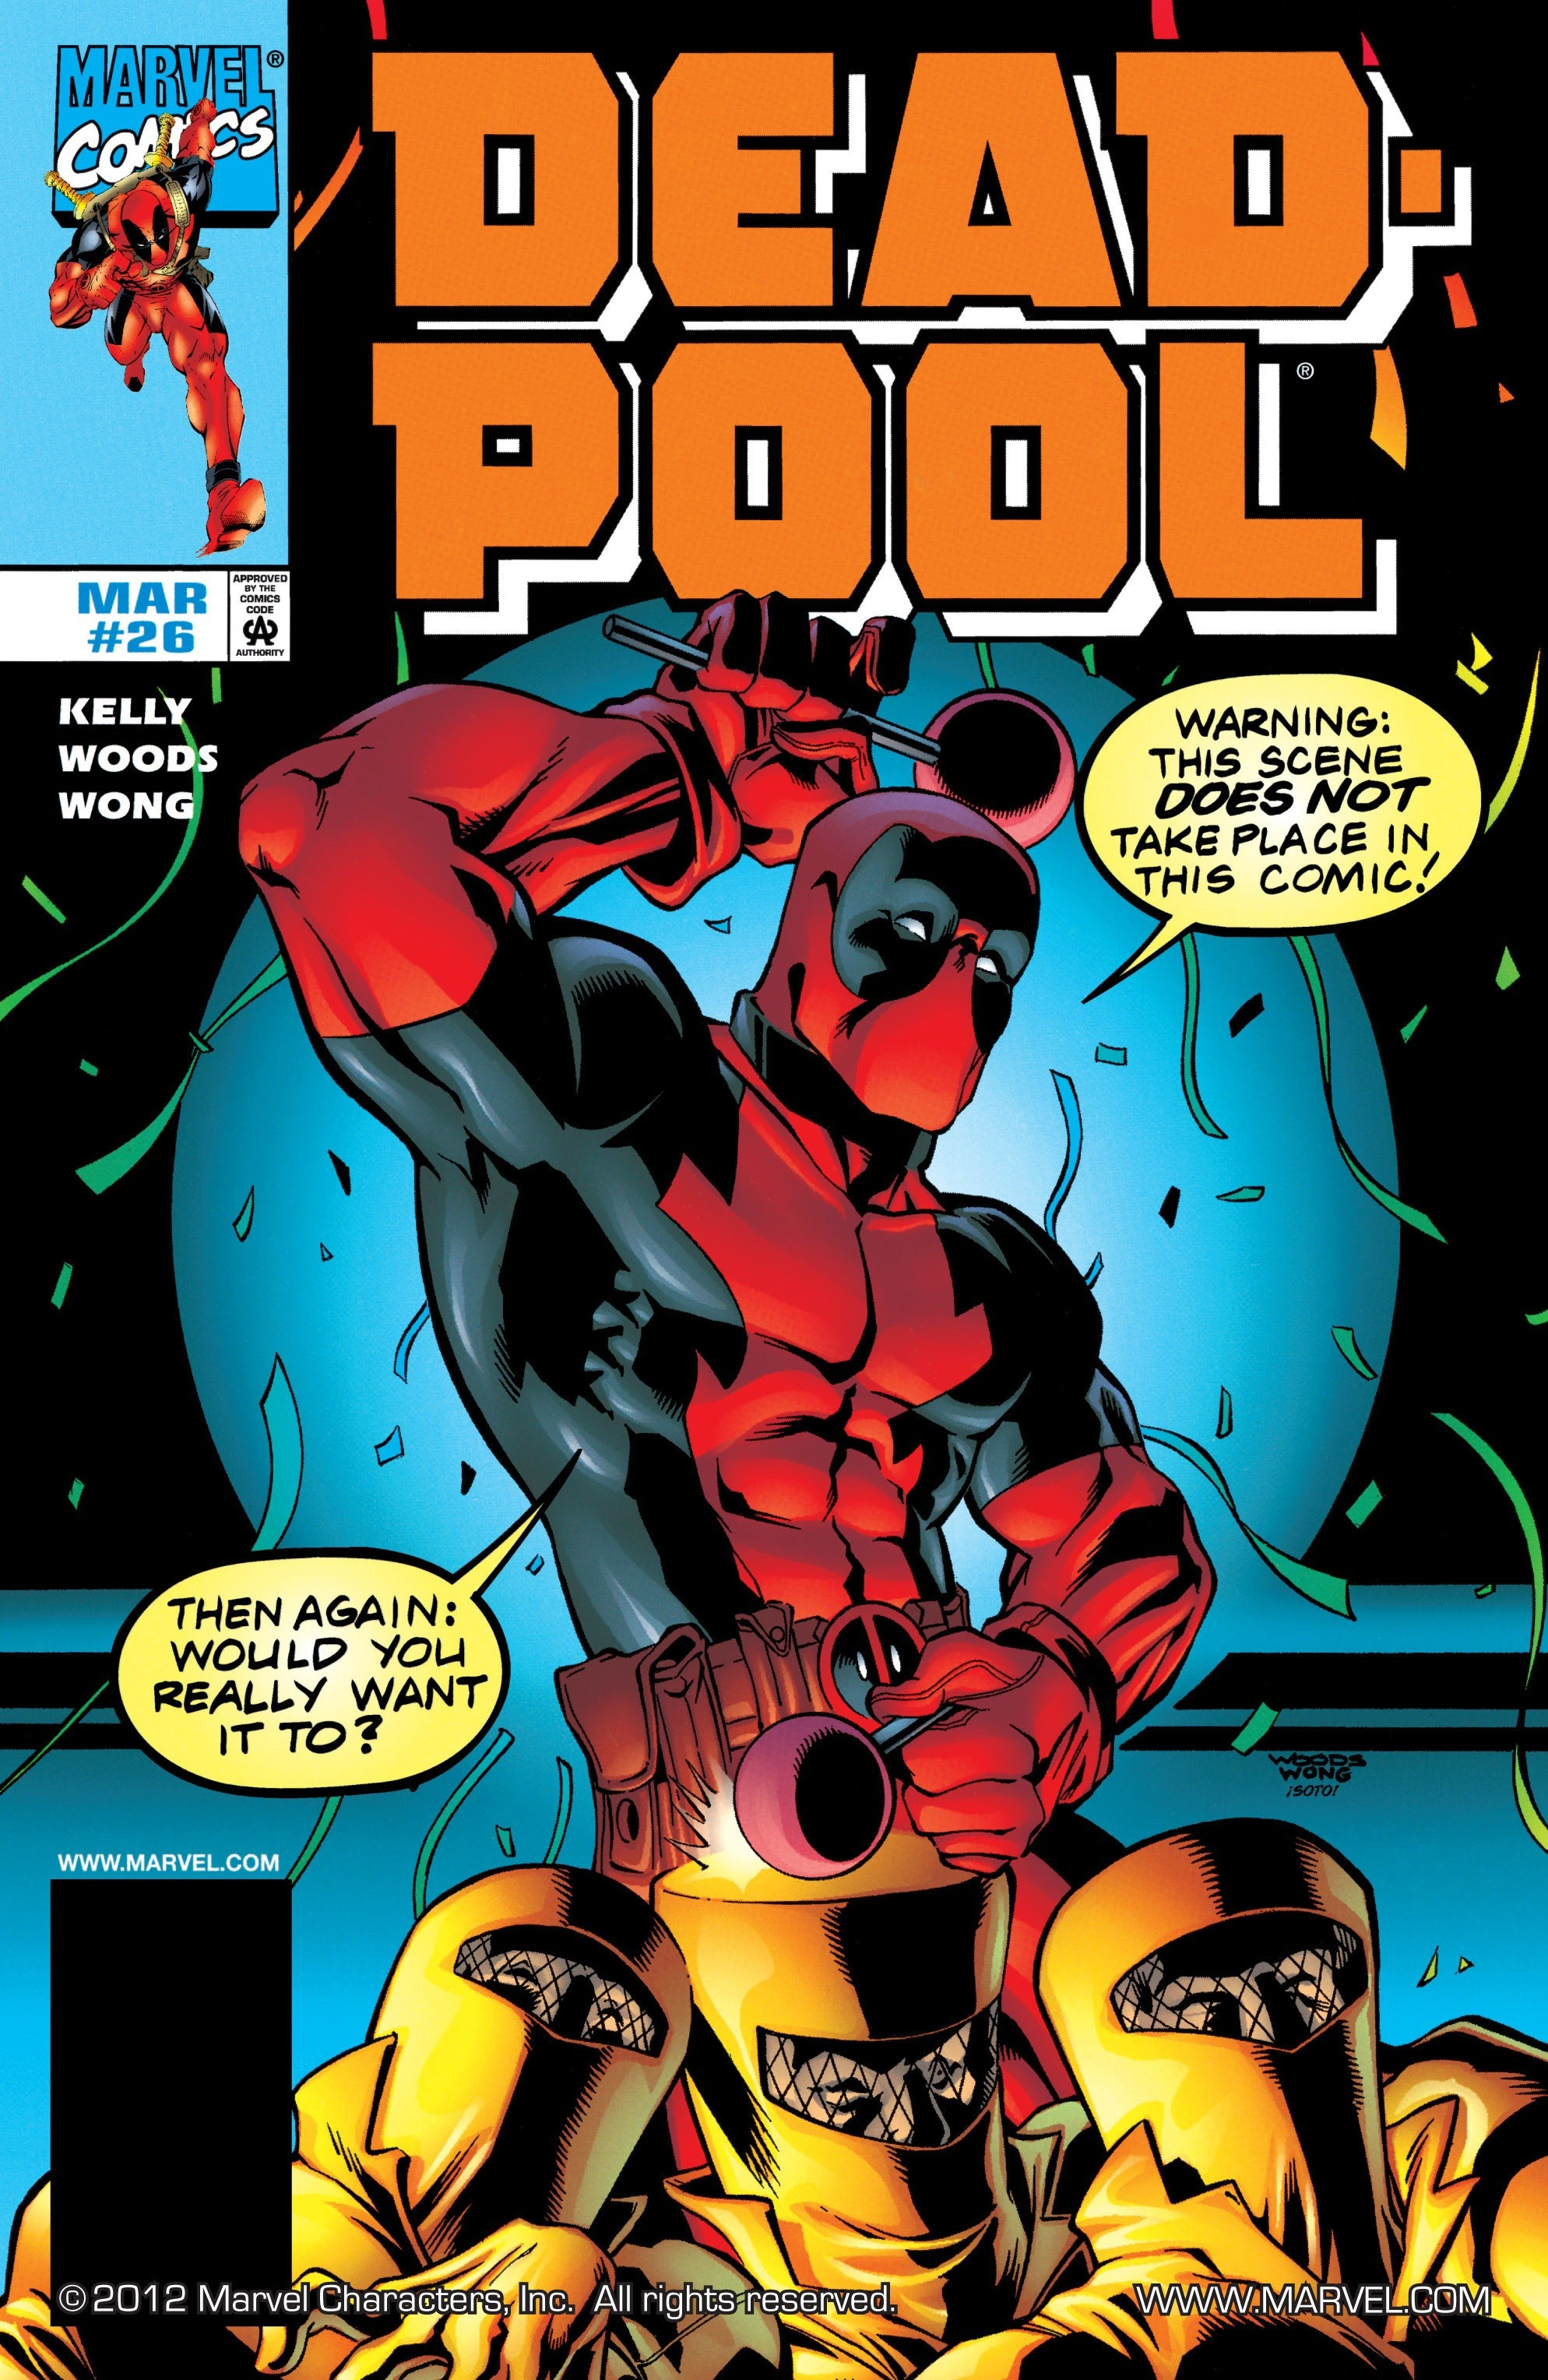 MARVEL®
COMICS
DEAD-
POOL®
MAR
#26
APPROVED
BY THE
COMICS
CODE
CA
AUTHORITY
KELLY
WOODS
WONG
WARNING:
THIS SCENE
DOES NOT
TAKE PLACE IN
THIS COMIC!
THEN AGAIN:
WOULD YOU
REALLY WANT
IT TO?
WOODS
WONG
¡SOTO!
WWW.MARVEL.COM
© 2012 Marvel Characters, Inc. All rights reserved.
WWW.MARVEL.COM